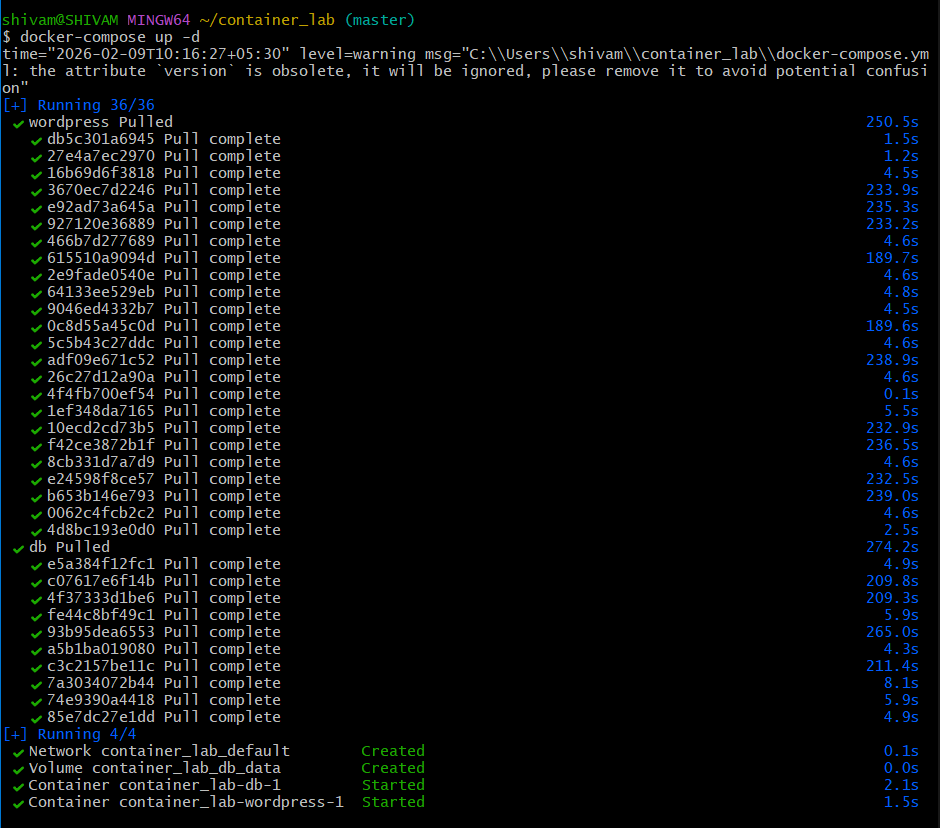 shivam@SHIVAM MINGW64 ~/container_lab (master)
$ docker-compose up -d
time="2026-02-09T10:16:27+05:30" level=warning msg="C:\\Users\\shivam\\container_lab\\docker-compose.ym
l: the attribute `version` is obsolete, it will be ignored, please remove it to avoid potential confusi
on"
[+] Running 36/36
✔ wordpress Pulled 250.5s
✔ db5c301a6945 Pull complete 1.5s
✔ 27e4a7ec2970 Pull complete 1.2s
✔ 16b69d6f3818 Pull complete 4.5s
✔ 3670ec7d2246 Pull complete 233.9s
✔ e92ad73a645a Pull complete 235.3s
✔ 927120e36889 Pull complete 233.2s
✔ 466b7d277689 Pull complete 4.6s
✔ 615510a9094d Pull complete 189.7s
✔ 2e9fade0540e Pull complete 4.6s
✔ 64133ee529eb Pull complete 4.8s
✔ 9046ed4332b7 Pull complete 4.5s
✔ 0c8d55a45c0d Pull complete 189.6s
✔ 5c5b43c27ddc Pull complete 4.6s
✔ adf09e671c52 Pull complete 238.9s
✔ 26c27d12a90a Pull complete 4.6s
✔ 4f4fb700ef54 Pull complete 0.1s
✔ 1ef348da7165 Pull complete 5.5s
✔ 10ecd2cd73b5 Pull complete 232.9s
✔ f42ce3872b1f Pull complete 236.5s
✔ 8cb331d7a7d9 Pull complete 4.6s
✔ e24598f8ce57 Pull complete 232.5s
✔ b653b146e793 Pull complete 239.0s
✔ 0062c4fcb2c2 Pull complete 4.6s
✔ 4d8bc193e0d0 Pull complete 2.5s
✔ db Pulled 274.2s
✔ e5a384f12fc1 Pull complete 4.9s
✔ c07617e6f14b Pull complete 209.8s
✔ 4f37333d1be6 Pull complete 209.3s
✔ fe44c8bf49c1 Pull complete 5.9s
✔ 93b95dea6553 Pull complete 265.0s
✔ a5b1ba019080 Pull complete 4.3s
✔ c3c2157be11c Pull complete 211.4s
✔ 7a3034072b44 Pull complete 8.1s
✔ 74e9390a4418 Pull complete 5.9s
✔ 85e7dc27e1dd Pull complete 4.9s
[+] Running 4/4
✔ Network container_lab_default Created 0.1s
✔ Volume container_lab_db_data Created 0.0s
✔ Container container_lab-db-1 Started 2.1s
✔ Container container_lab-wordpress-1 Started 1.5s